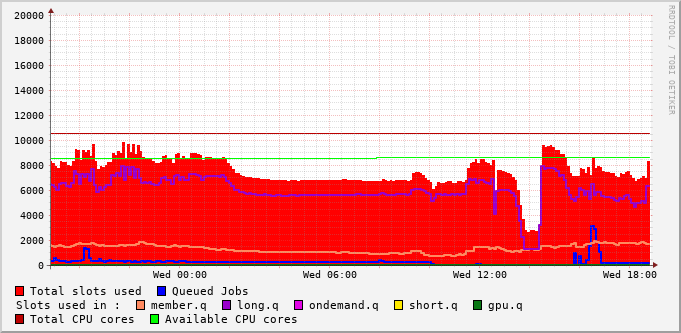 20000
18000
16000
14000
12000
10000
8000
6000
4000
2000
0
Wed 00:00 Wed 06:00 Wed 12:00 Wed 18:00
Total slots used Queued Jobs
Slots used in : member.q long.q ondemand.q short.q gpu.q
Total CPU cores Available CPU cores
RRDTOOL / TOBI OETIKER